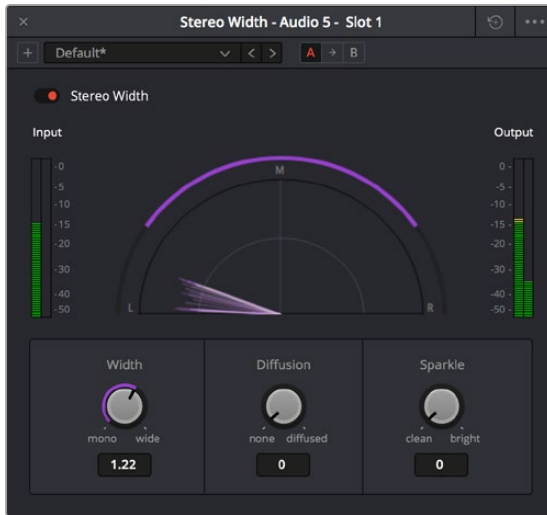 Stereo Width - Audio 5 - Slot 1
Default*
A
B
Stereo Width
Input
Output
M
-0
-5
-10
-15
-20
-30
-40
-50
0 -
-5 -
-10 -
-15 -
-20 -
-30 -
-40 -
-50 -
L
R
Width
Diffusion
Sparkle
mono wide
none diffused
clean bright
1.22
0
0